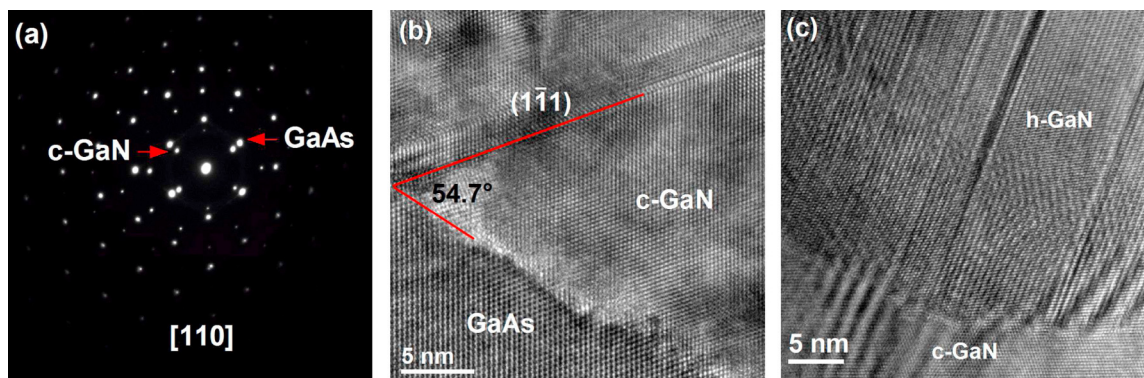 (a)
c-GaN
GaAs
[110]
(b)
(11̅1)
54.7°
c-GaN
GaAs
5 nm
(c)
h-GaN
c-GaN
5 nm